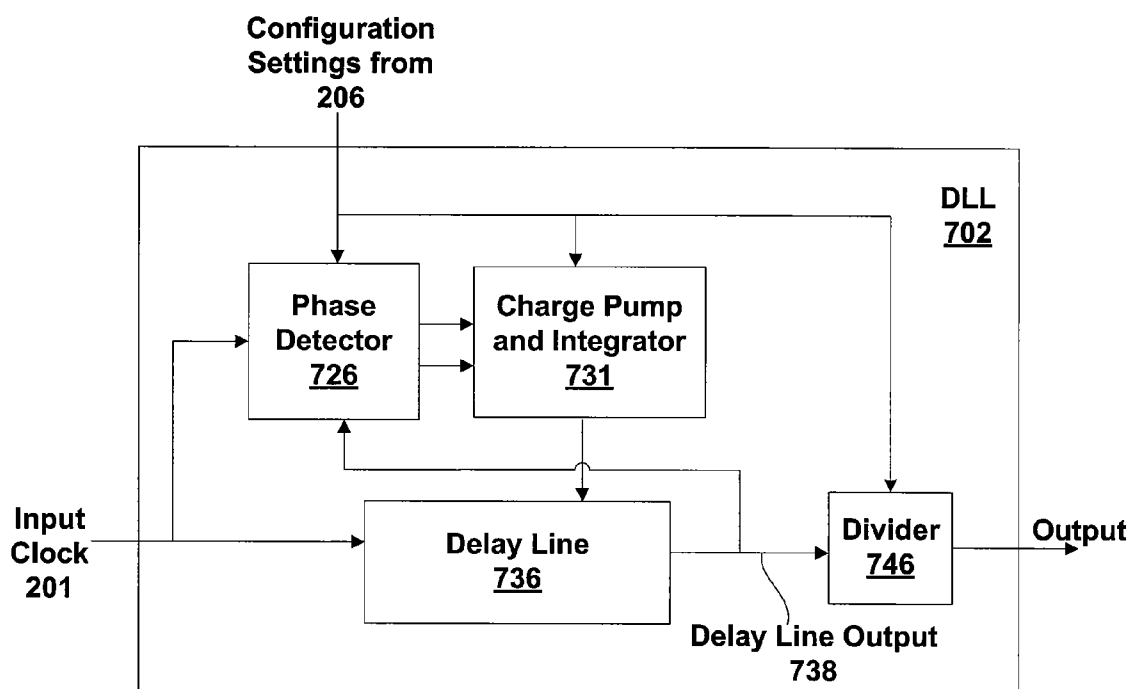 Configuration
Settings from
206
DLL
702
Phase
Detector
726
Charge Pump
and Integrator
731
Input
Clock
201
Delay Line
736
Divider
746
Output
Delay Line Output
738